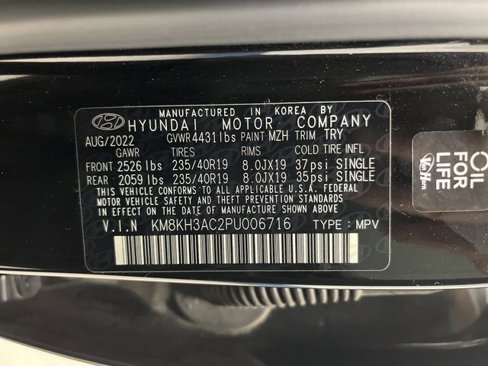 MANUFACTURED IN KOREA BY
HYUNDAI MOTOR COMPANY
AUG/2022 GVWR 4431 lbs PAINT MZH TRIM TRY
GAWR TIRES RIMS COLD TIRE INFL
FRONT 2526 lbs 235/40R19 8.0JX19 37psi SINGLE
REAR 2059 lbs 235/40R19 8.0JX19 35psi SINGLE
THIS VEHICLE CONFORMS TO ALL APPLICABLE U.S.A. FEDERAL
MOTOR VEHICLE SAFETY, BUMPER, AND THEFT PREVENTION STANDARDS
IN EFFECT ON THE DATE OF MANUFACTURE SHOWN ABOVE.
V.I.N KM8KH3AC2PU006716 TYPE : MPV
OIL
FOR
LIFE